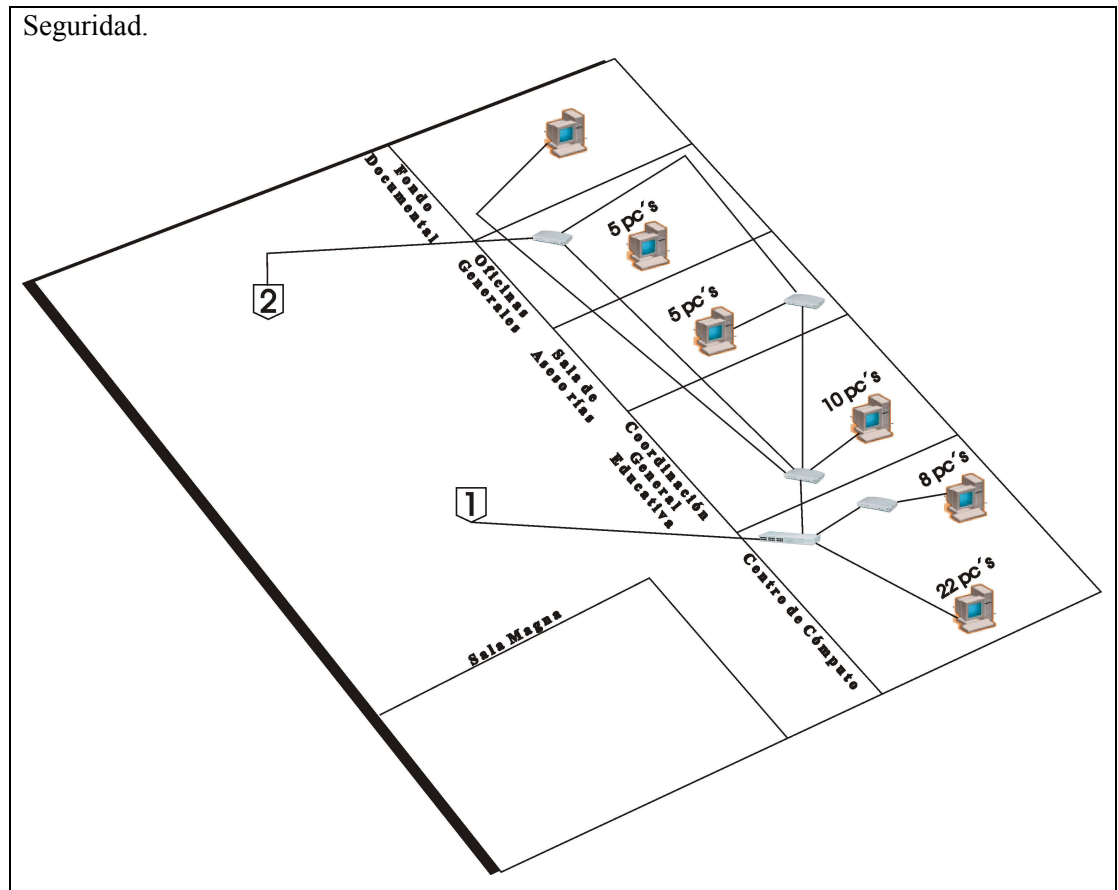 Seguridad.
Fondo
Documental
5 pc´s
2
Oficinas
Generales
5 pc´s
Sala de
Asesorías
10 pc´s
Coordinación
General
Educativa
8 pc´s
1
22 pc´s
Centro de Cómputo
Sala Magna